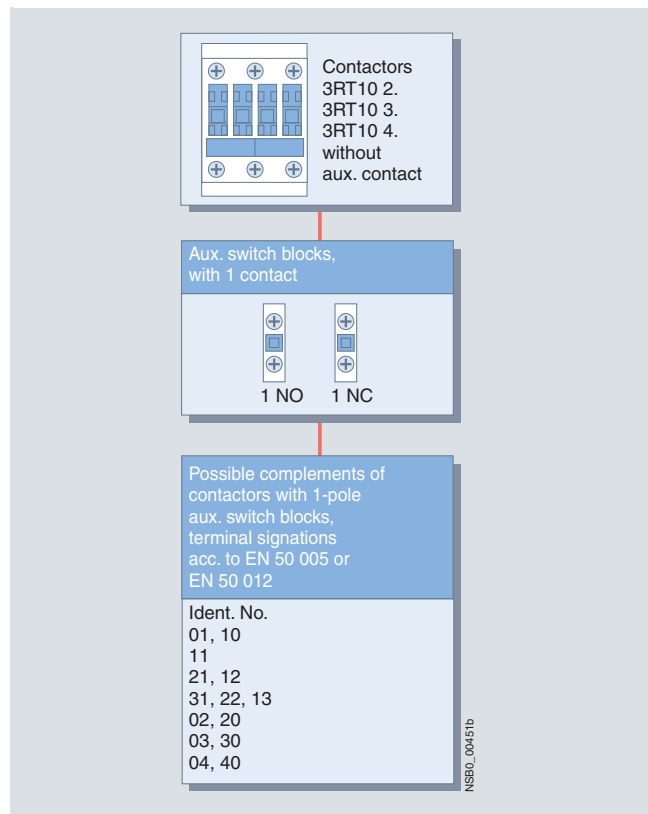 Contactors
3RT10 2.
3RT10 3.
3RT10 4.
without
aux. contact
Aux. switch blocks,
with 1 contact
1 NO 1 NC
Possible complements of
contactors with 1-pole
aux. switch blocks,
terminal signations
acc. to EN 50 005 or
EN 50 012
Ident. No.
01, 10
11
21, 12
31, 22, 13
02, 20
03, 30
04, 40
NSB0_00451b